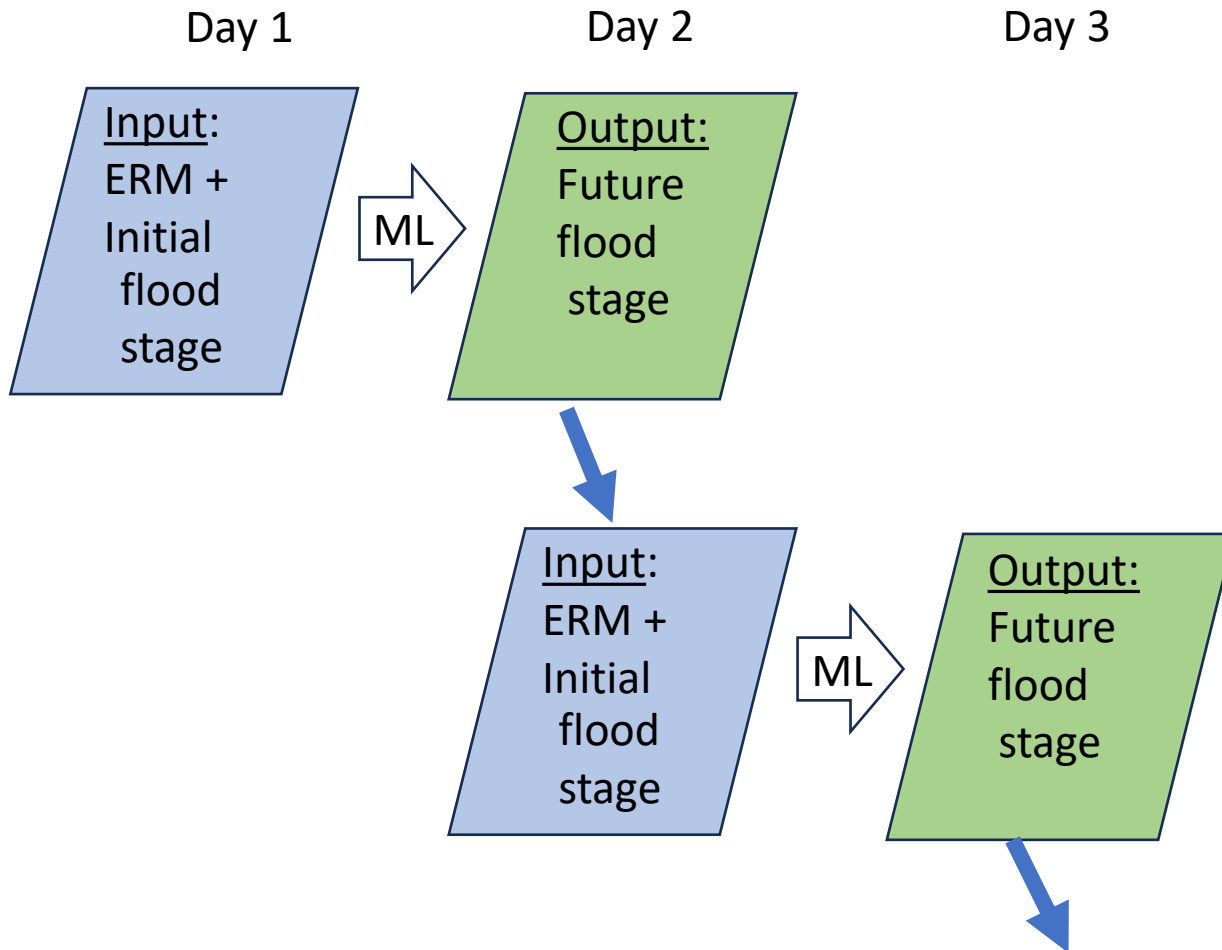 Day 1
Day 2
Day 3
Input:
ERM +
Initial
flood
stage
ML
Output:
Future
flood
stage
Input:
ERM +
Initial
flood
stage
ML
Output:
Future
flood
stage